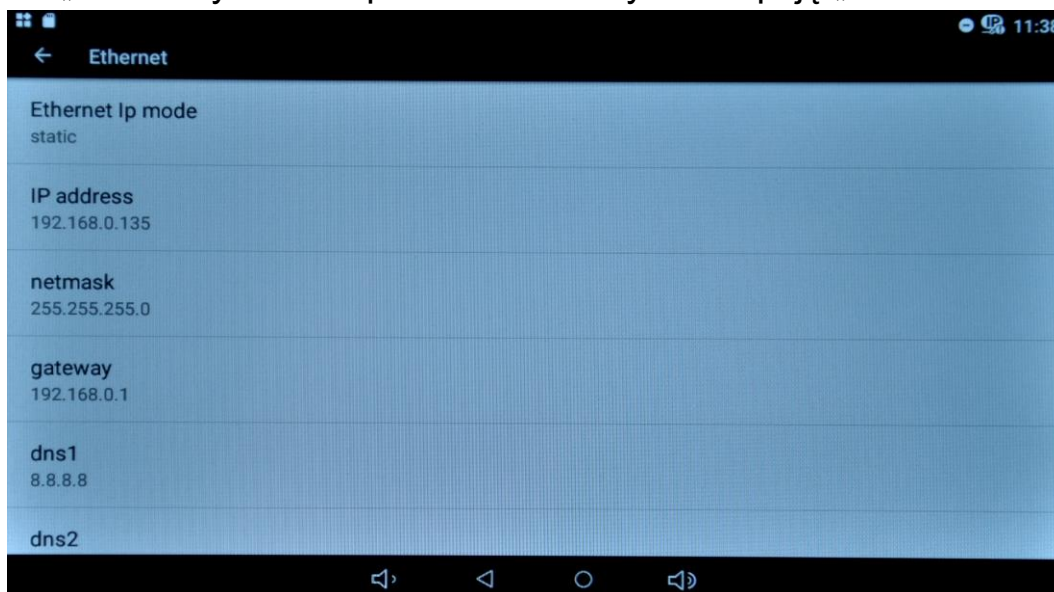 11:38
Ethernet
Ethernet Ip mode
static
IP address
192.168.0.135
netmask
255.255.255.0
gateway
192.168.0.1
dns1
8.8.8.8
dns2